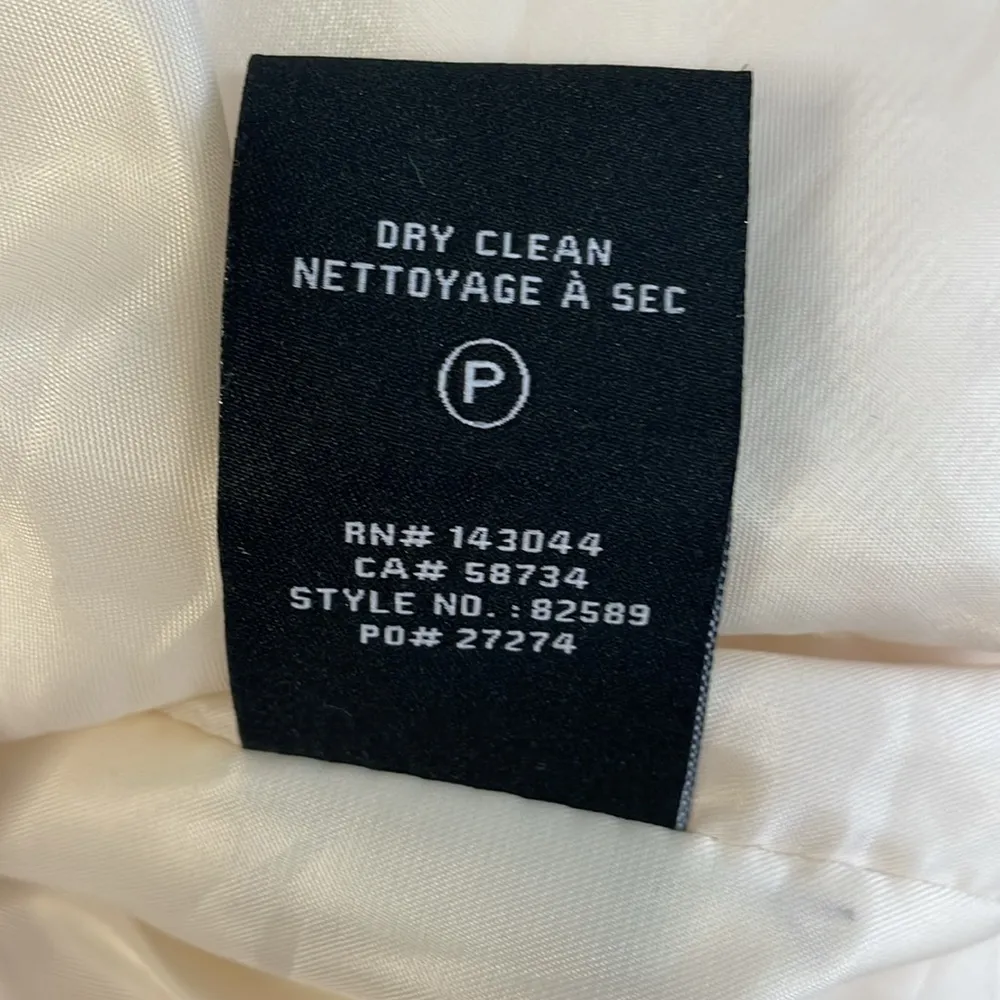 DRY CLEAN
NETTOYAGE À SEC
P
RN# 143044
CA# 58734
STYLE NO. : 82589
PO# 27274